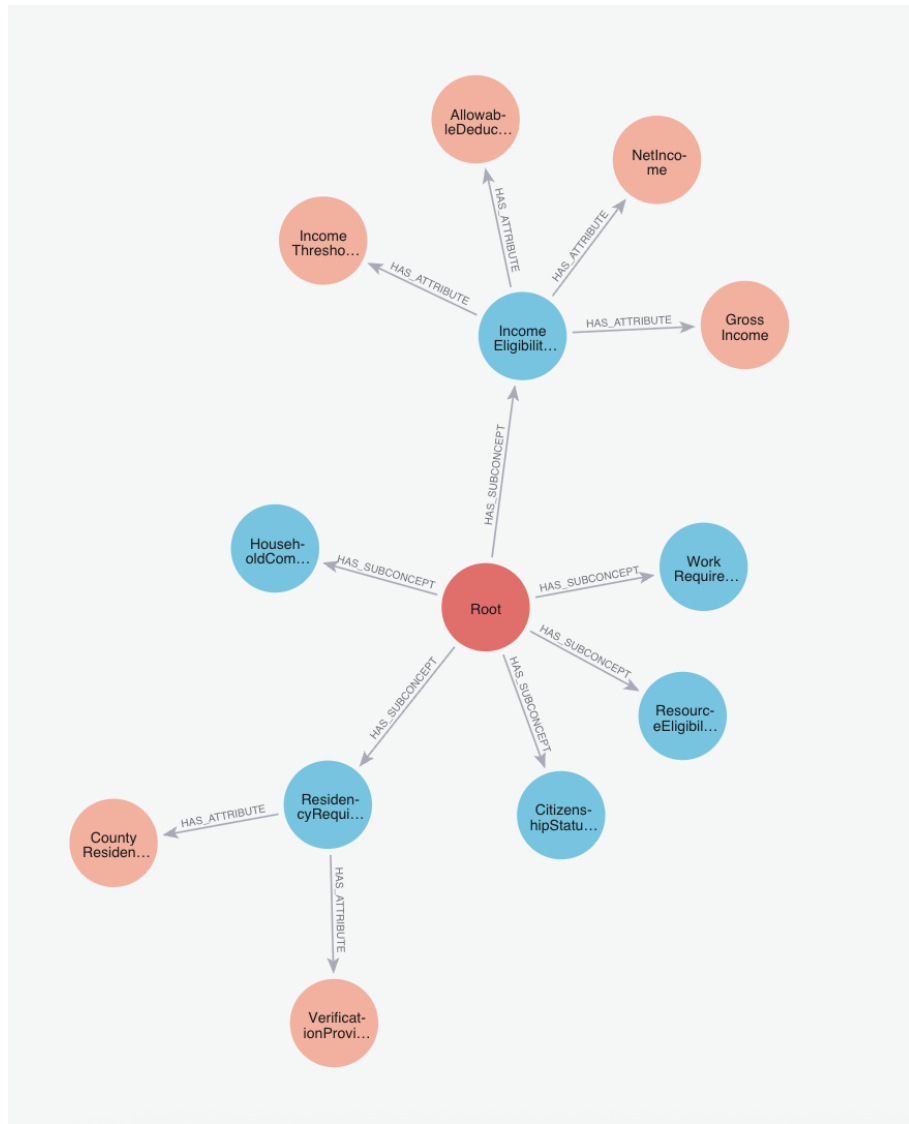 Allowab-
leDeduc...
NetInco-
me
HAS_ATTRIBUTE
HAS_ATTRIBUTE
Income
Thresho...
HAS_ATTRIBUTE
HAS_ATTRIBUTE
Gross
Income
Income
Eligibilit...
HAS_SUBCONCEPT
Househ-
oldCom...
HAS_SUBCONCEPT
Work
Require...
HAS_SUBCONCEPT
Root
HAS_SUBCONCEPT
HAS_SUBCONCEPT
HAS_SUBCONCEPT
Resourc-
eEligibil...
Residen-
cyRequi...
Citizens-
hipStatu...
HAS_ATTRIBUTE
County
Residen...
HAS_ATTRIBUTE
Verificat-
ionProvi...